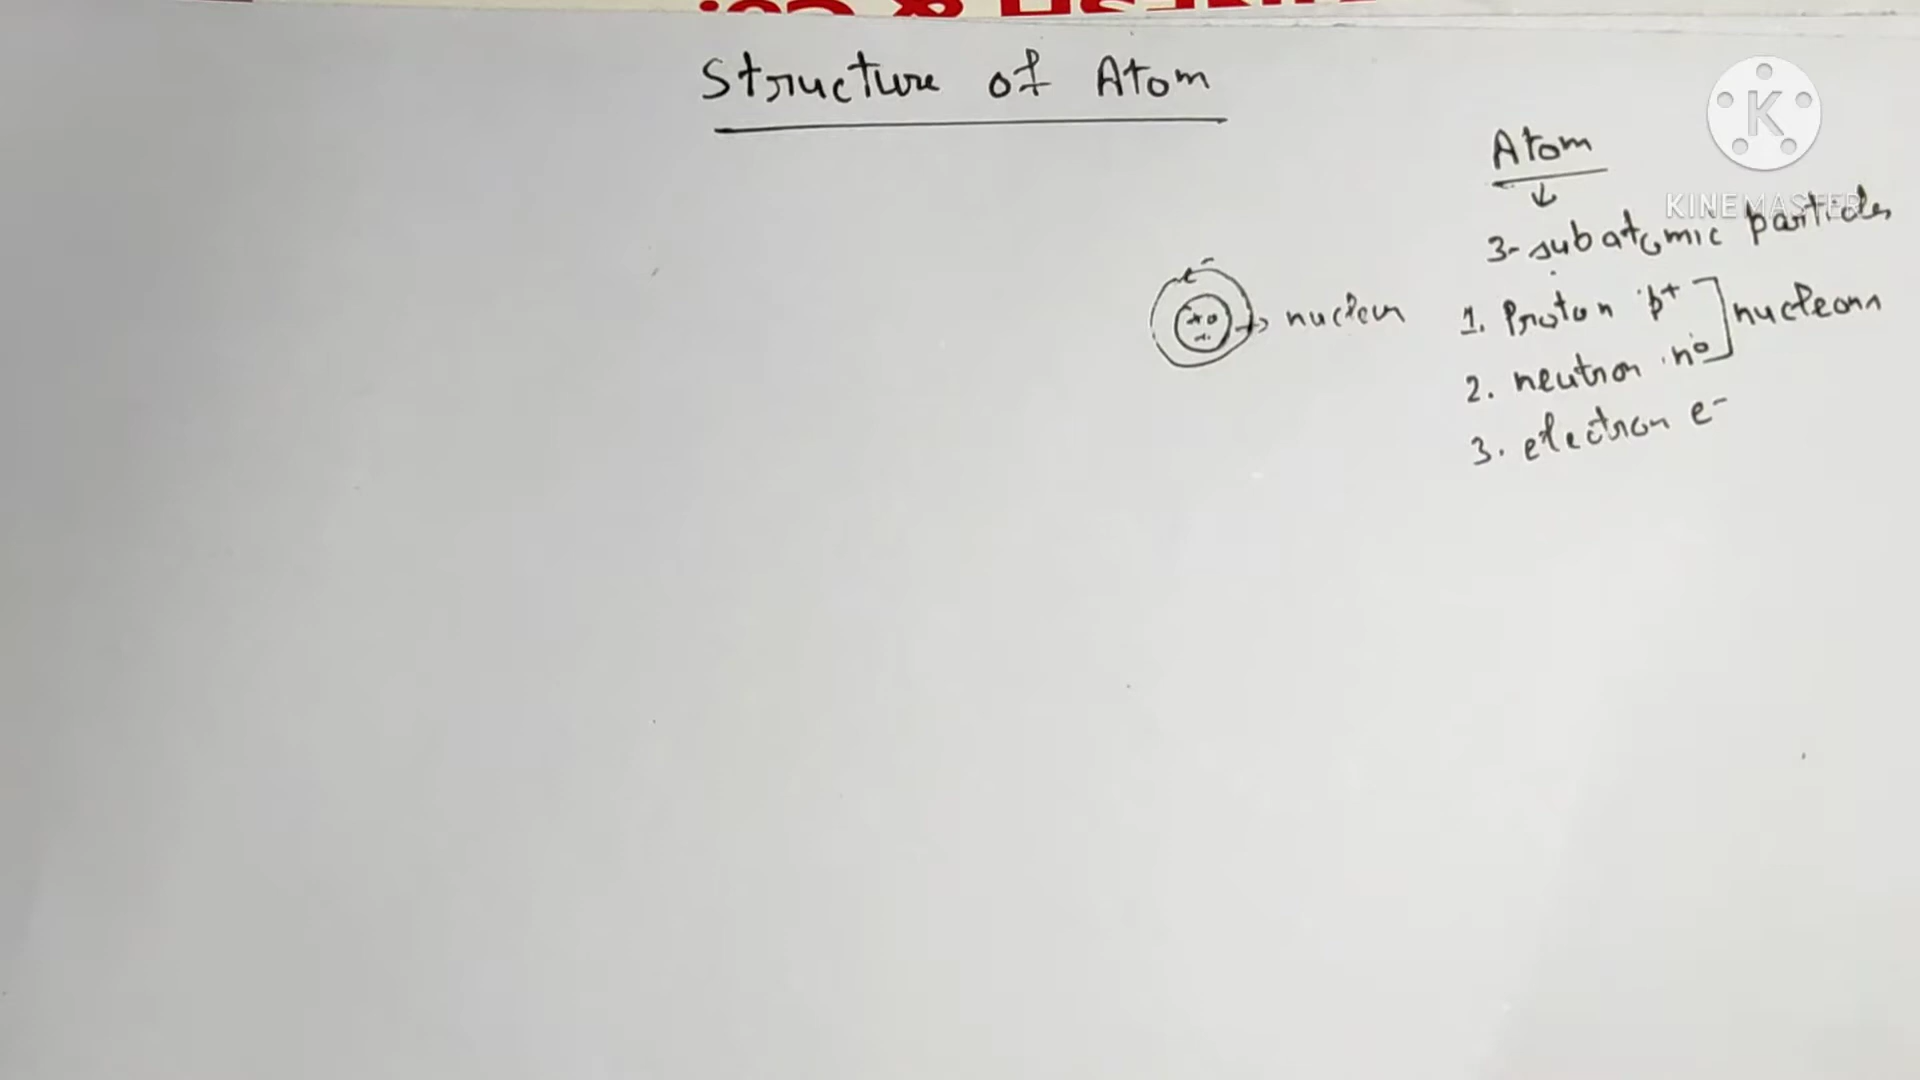 Structure of Atom
Atom
KINEMASTER
3- subatomic particles
e-
nucleus
1. Proton p+
nucleons
2. neutron n°
3. electron e-